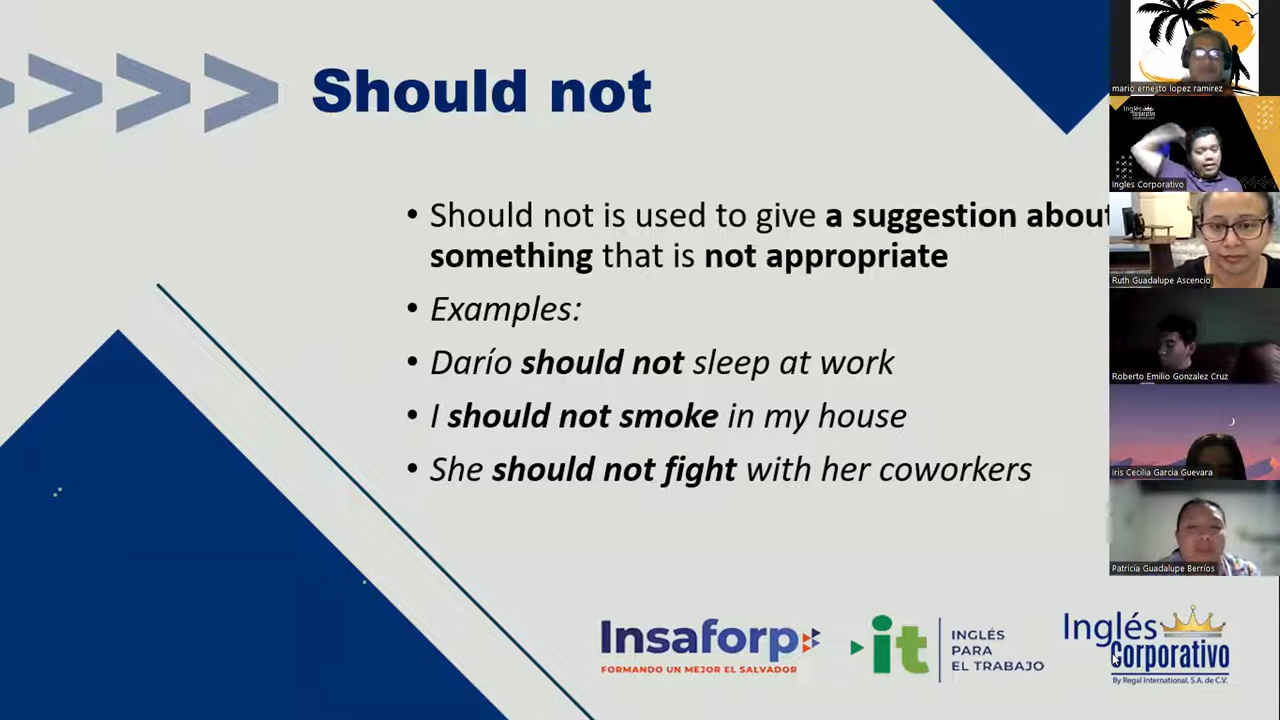 Should not
• Should not is used to give a suggestion about
something that is not appropriate
• Examples:
• Darío should not sleep at work
• I should not smoke in my house
• She should not fight with her coworkers
Insaforp
FORMANDO UN MEJOR EL SALVADOR
it
INGLÉS
PARA
EL TRABAJO
Inglés
Corporativo
By Regal International, S.A. de C.V.
mario ernesto lopez ramirez
Inglés
Corporativo
Ingles Corporativo
Ruth Guadalupe Ascencio
Roberto Emilio Gonzalez Cruz
Iris Cecilia Garcia Guevara
Patricia Guadalupe Berríos